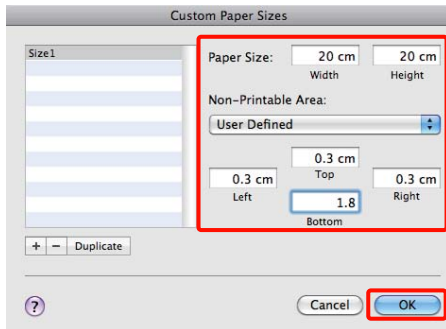 Custom Paper Sizes
Size1
Paper Size: 20 cm 20 cm
Width Height
Non-Printable Area:
User Defined
0.3 cm
Top
0.3 cm 0.3 cm
Left Right
1.8
Bottom
+ − Duplicate
? Cancel OK